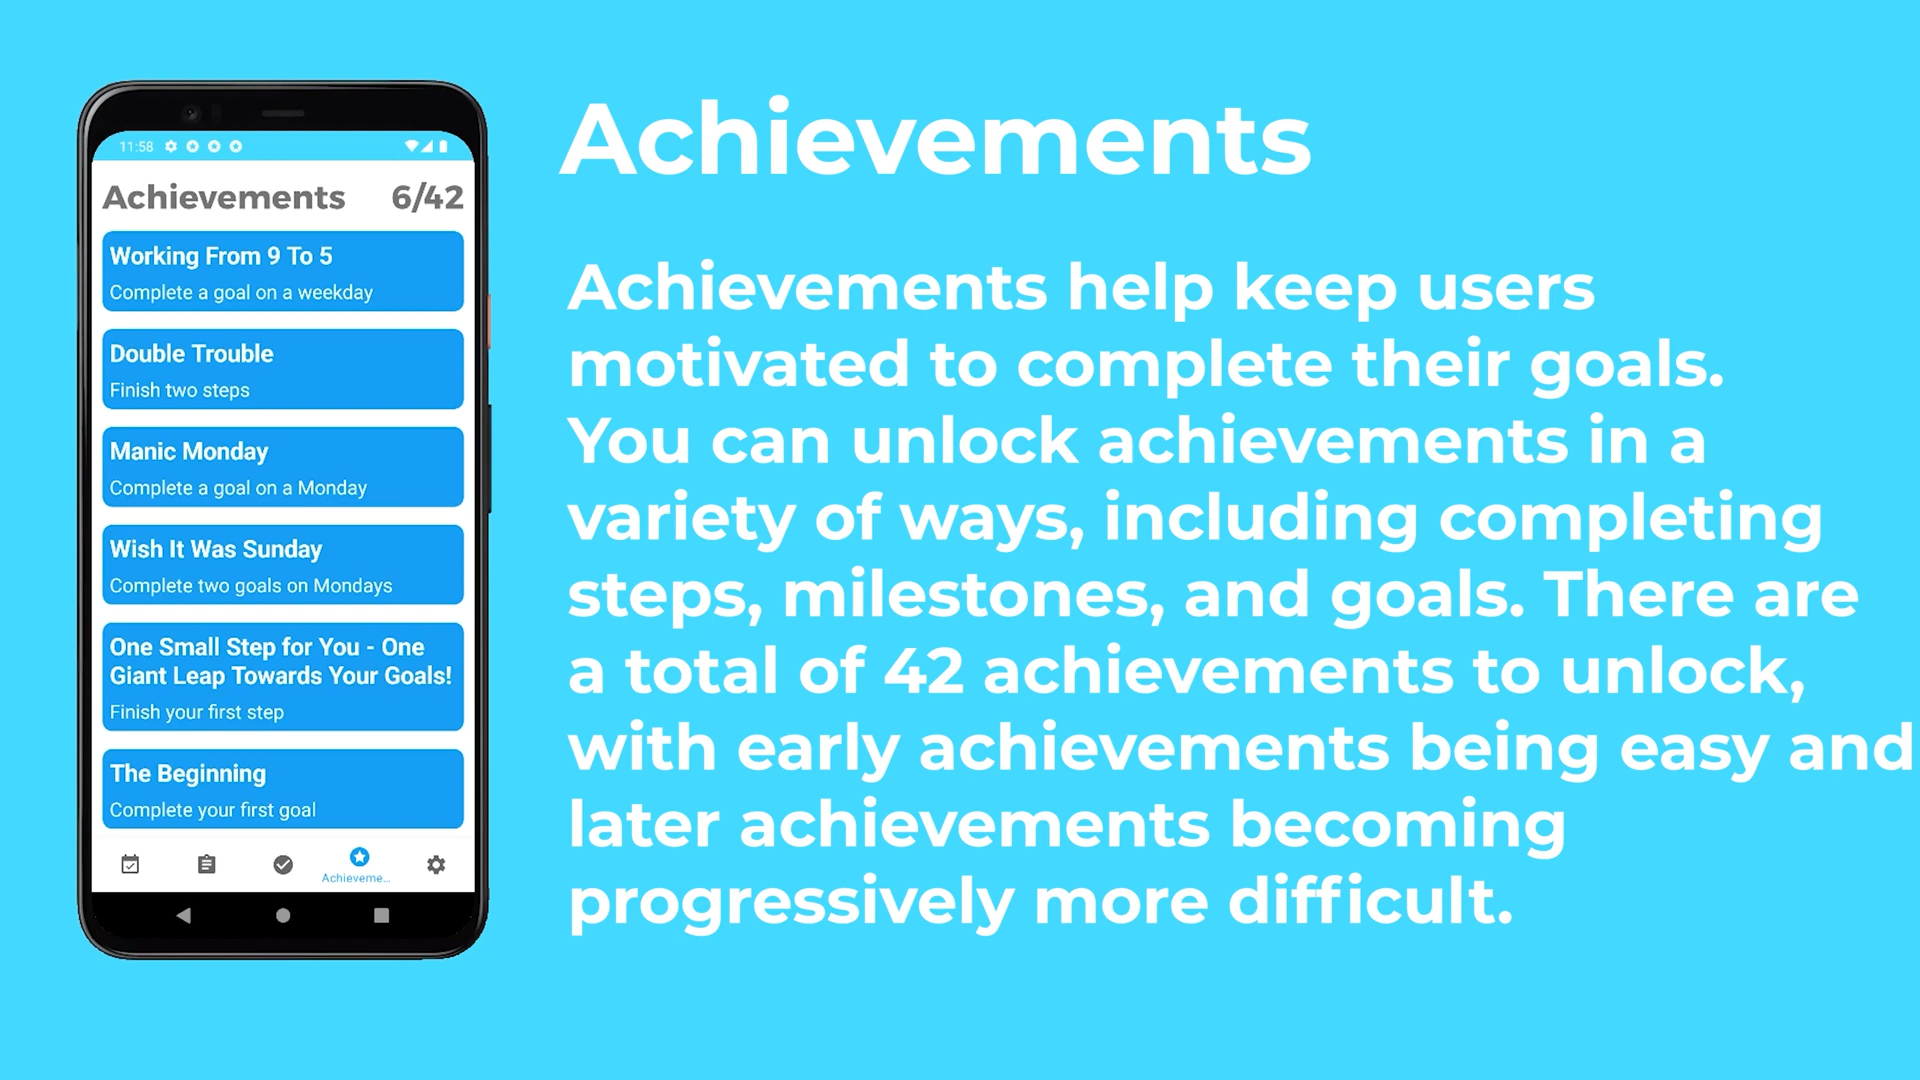 11:58
Achievements 6/42
Working From 9 To 5
Complete a goal on a weekday
Double Trouble
Finish two steps
Manic Monday
Complete a goal on a Monday
Wish It Was Sunday
Complete two goals on Mondays
One Small Step for You - One
Giant Leap Towards Your Goals!
Finish your first step
The Beginning
Complete your first goal
Achieveme...
Achievements
Achievements help keep users
motivated to complete their goals.
You can unlock achievements in a
variety of ways, including completing
steps, milestones, and goals. There are
a total of 42 achievements to unlock,
with early achievements being easy and
later achievements becoming
progressively more difficult.